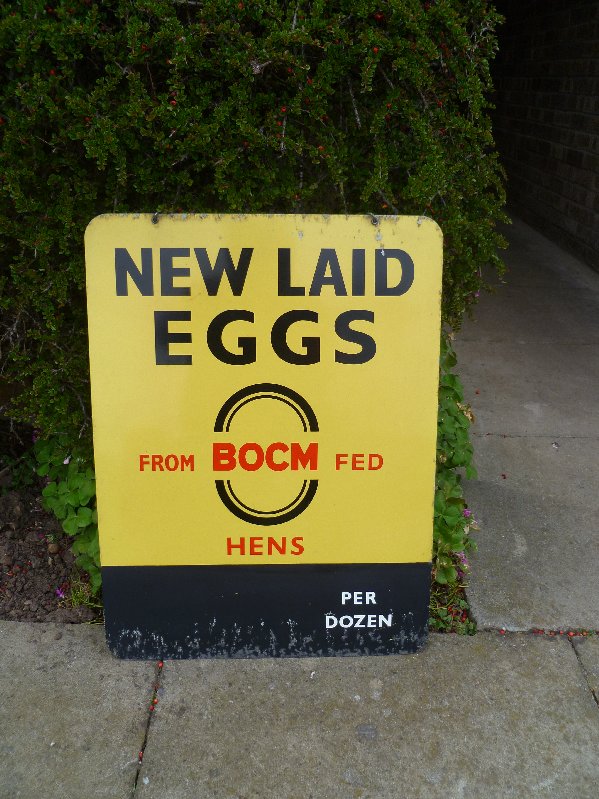 NEW LAID
EGGS
FROM BOCM FED
HENS
PER
DOZEN